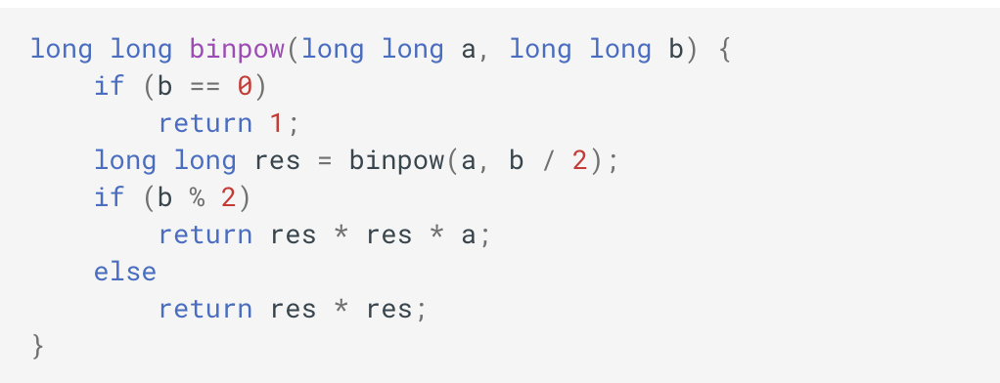 long long binpow(long long a, long long b) {
    if (b == 0)
        return 1;
    long long res = binpow(a, b / 2);
    if (b % 2)
        return res * res * a;
    else
        return res * res;
}